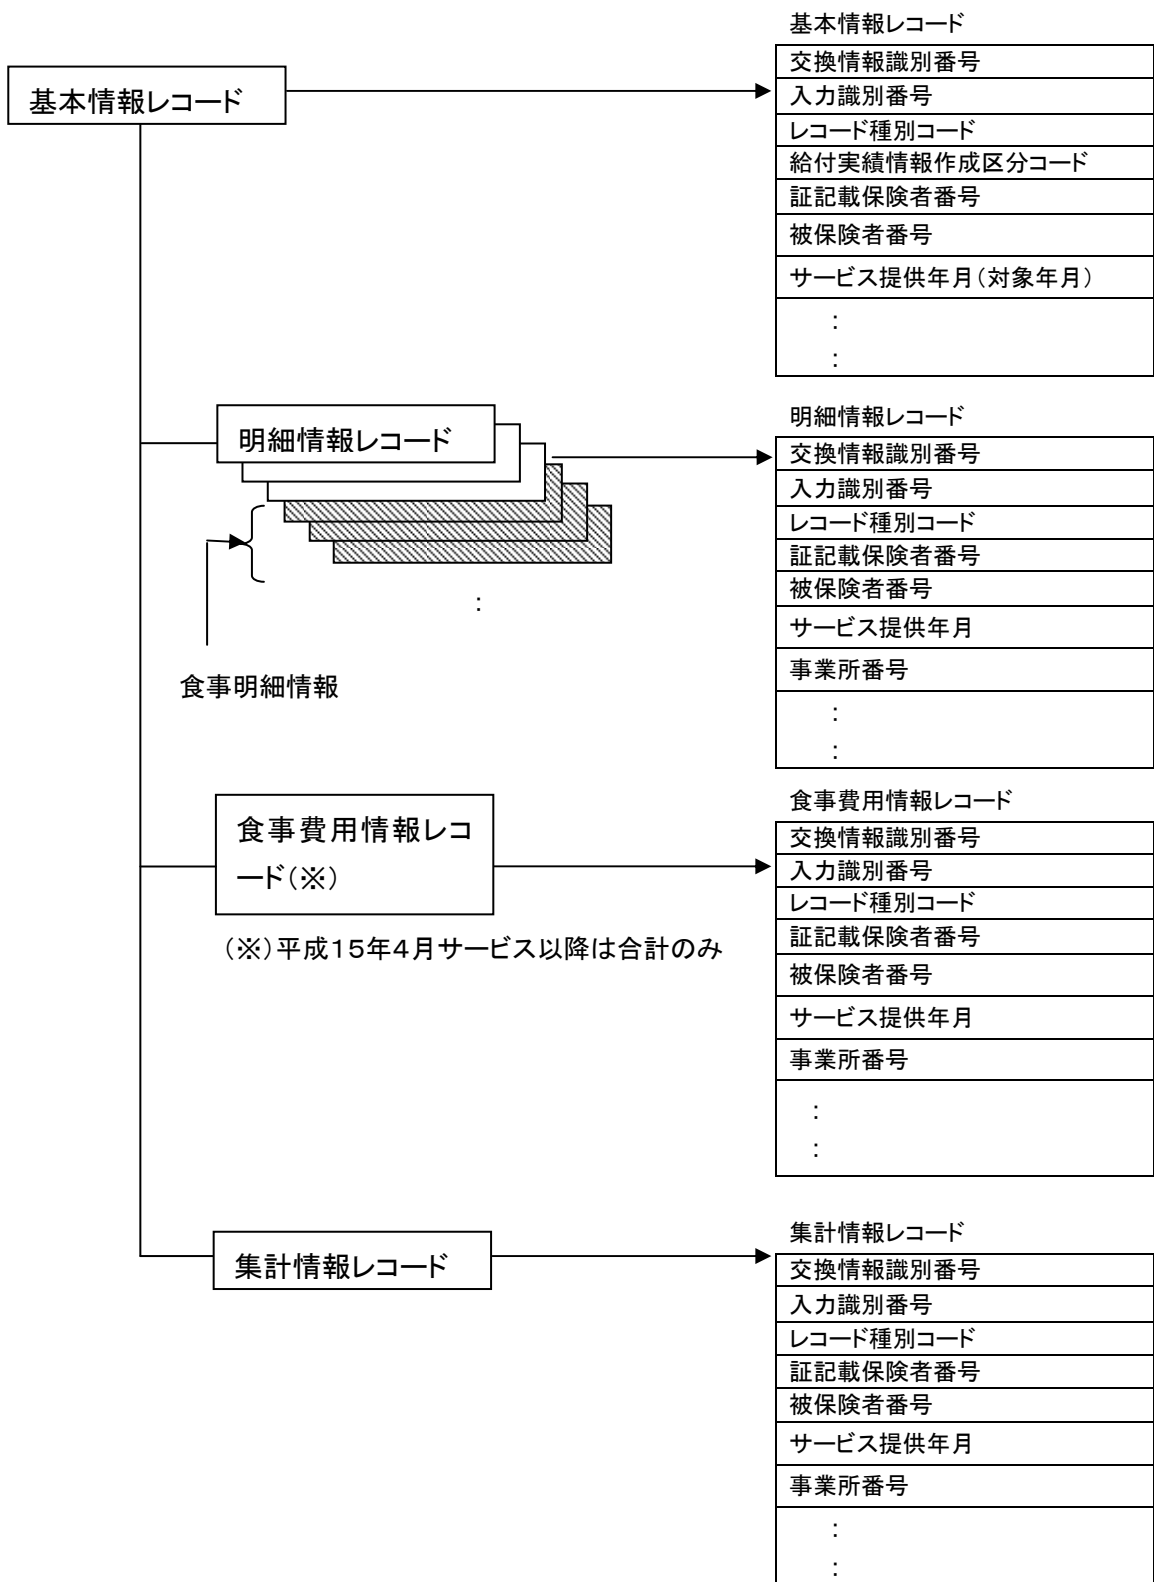 基本情報レコード
基本情報レコード
交換情報識別番号
入力識別番号
レコード種別コード
給付実績情報作成区分コード
証記載保険者番号
被保険者番号
サービス提供年月(対象年月)
:
:
明細情報レコード
:
食事明細情報
明細情報レコード
交換情報識別番号
入力識別番号
レコード種別コード
証記載保険者番号
被保険者番号
サービス提供年月
事業所番号
:
:
食事費用情報レコ
ード(※)
(※)平成15年4月サービス以降は合計のみ
食事費用情報レコード
交換情報識別番号
入力識別番号
レコード種別コード
証記載保険者番号
被保険者番号
サービス提供年月
事業所番号
:
:
集計情報レコード
集計情報レコード
交換情報識別番号
入力識別番号
レコード種別コード
証記載保険者番号
被保険者番号
サービス提供年月
事業所番号
:
: